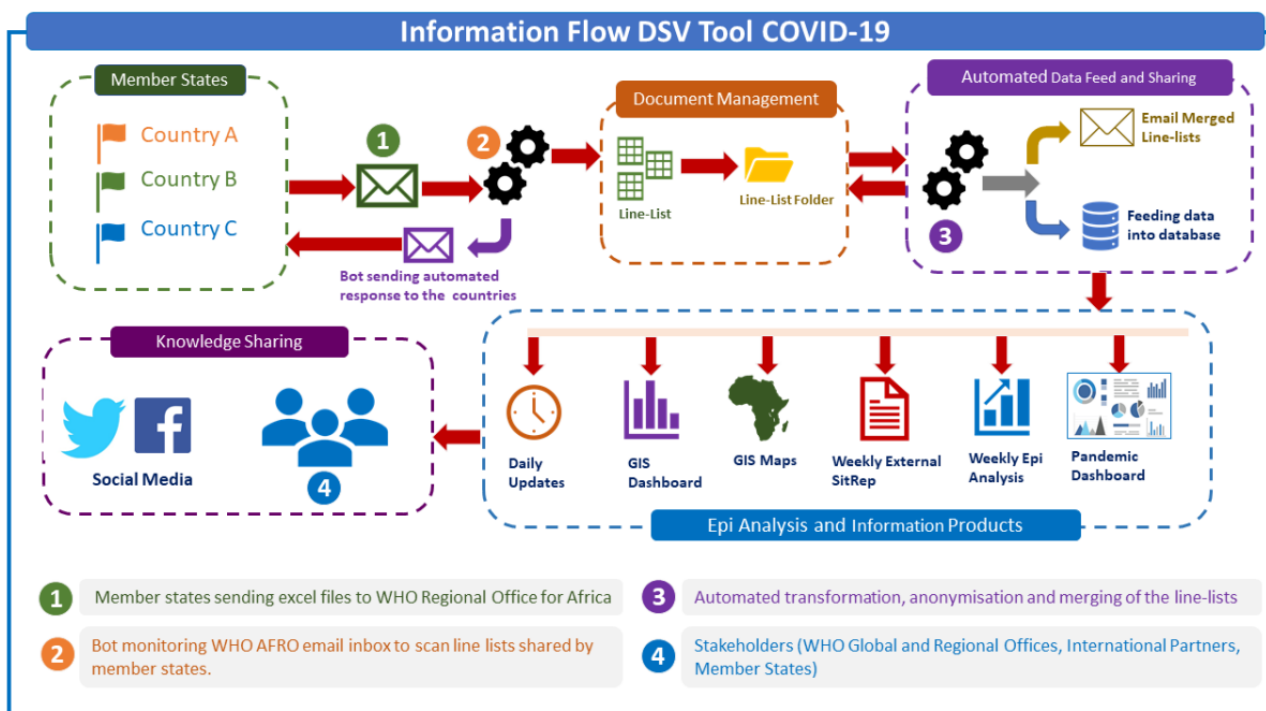 Information Flow DSV Tool COVID-19
Member States
Country A
Country B
Country C
1
2
Bot sending automated
response to the countries
Document Management
Line-List
Line-List Folder
Automated Data Feed and Sharing
3
Email Merged
Line-lists
Feeding data
into database
Knowledge Sharing
Social Media
4
Daily
Updates
GIS
Dashboard
GIS Maps
Weekly External
SitRep
Weekly Epi
Analysis
Pandemic
Dashboard
Epi Analysis and Information Products
1 Member states sending excel files to WHO Regional Office for Africa
2 Bot monitoring WHO AFRO email inbox to scan line lists shared by
member states.
3 Automated transformation, anonymisation and merging of the line-lists
4 Stakeholders (WHO Global and Regional Offices, International Partners,
Member States)